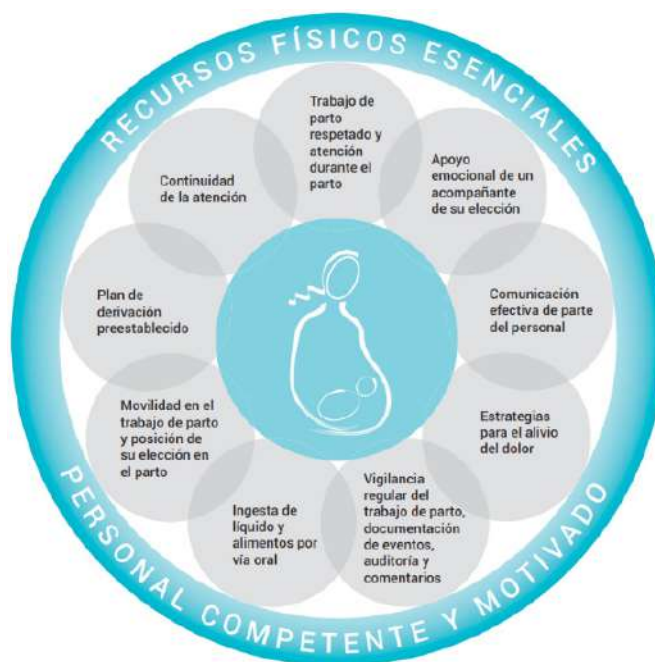 RECURSOS FÍSICOS ESENCIALES
Trabajo de
parto
respetado y
atención
durante el
parto
Apoyo
emocional de un
acompañante
de su elección
Comunicación
efectiva de parte
del personal
Estrategias
para el alivio
del dolor
Vigilancia
regular del
trabajo de parto,
documentación
de eventos,
auditoría y
comentarios
Ingesta de
líquido y
alimentos por
vía oral
Movilidad en el
trabajo de parto
y posición de
su elección en
el parto
Plan de
derivación
preestablecido
Continuidad
de la atención
PERSONAL COMPETENTE Y MOTIVADO